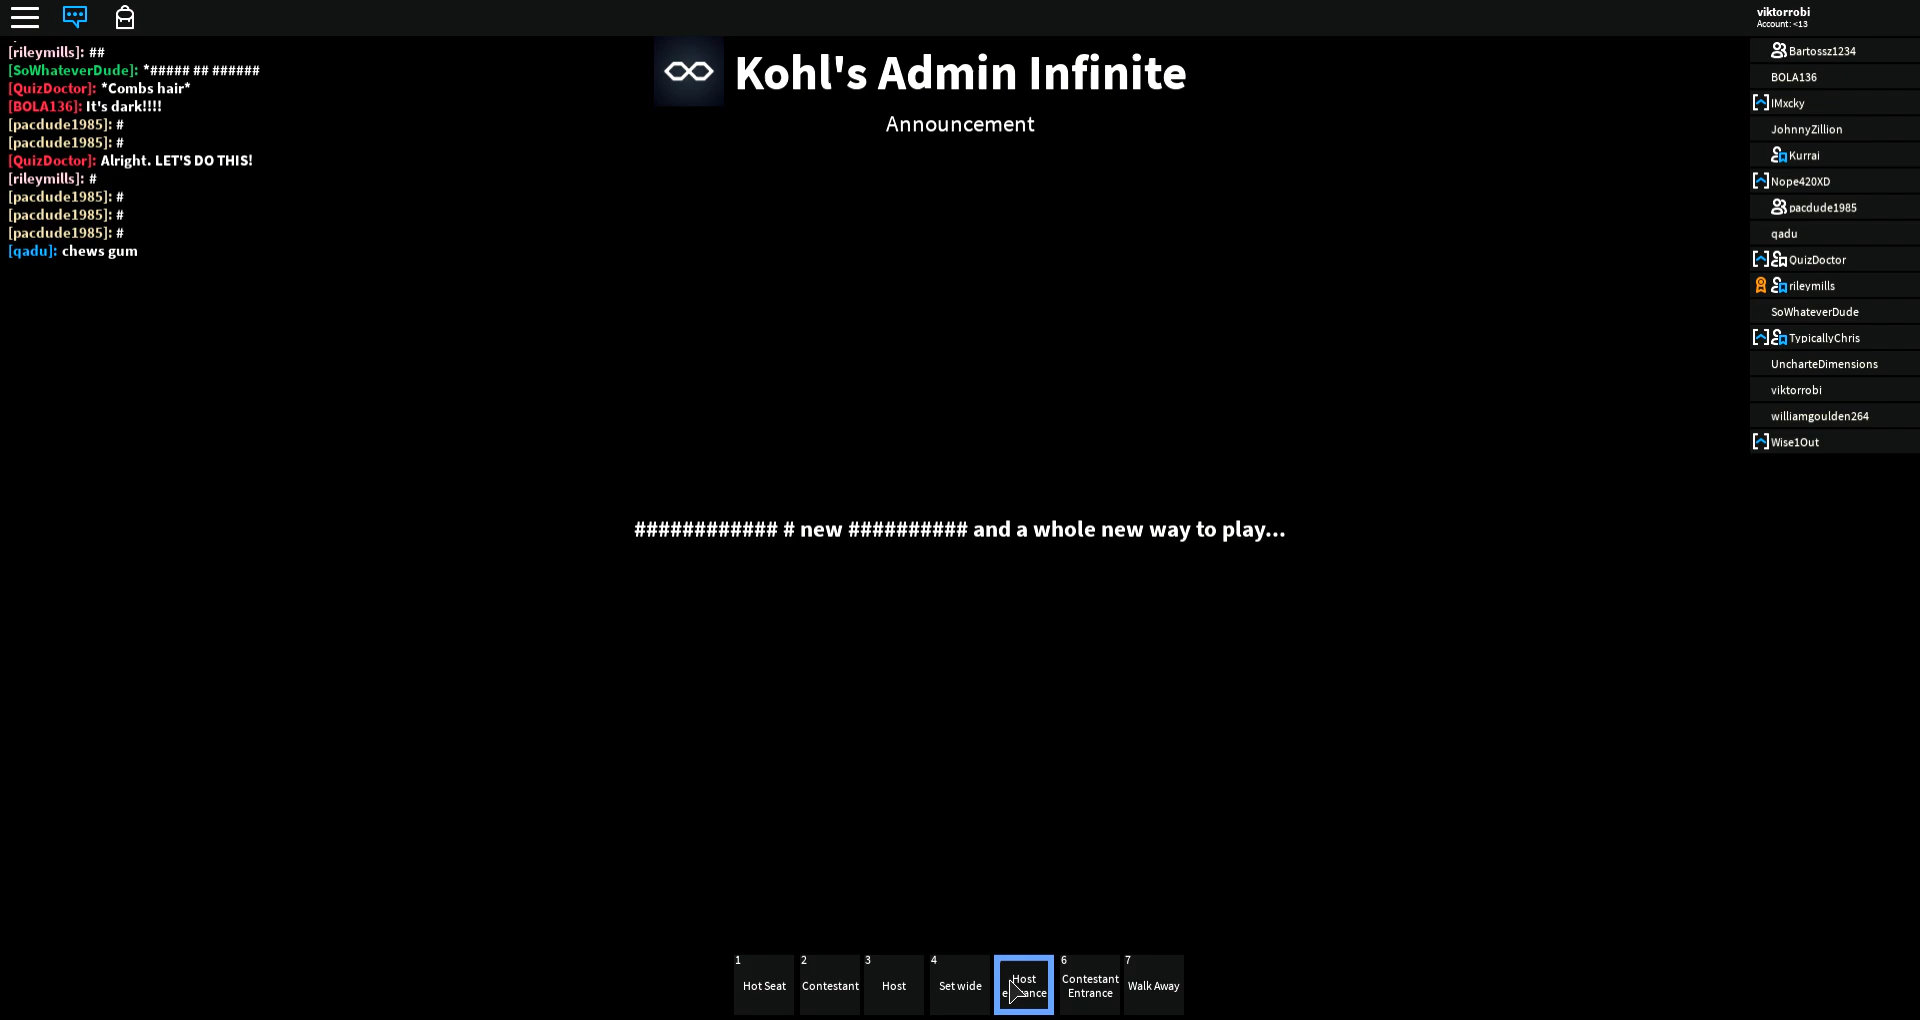 viktorrobi
Account: <13
[rileymills]: ##
[SoWhateverDude]: *##### ## ######
[QuizDoctor]: *Combs hair*
[BOLA136]: It's dark!!!!
[pacdude1985]: #
[pacdude1985]: #
[QuizDoctor]: Alright. LET'S DO THIS!
[rileymills]: #
[pacdude1985]: #
[pacdude1985]: #
[pacdude1985]: #
[qadu]: chews gum
Kohl's Admin Infinite
Announcement
############ # new ########## and a whole new way to play...
Bartossz1234
BOLA136
IMxcky
JohnnyZillion
Kurrai
Nope420XD
pacdude1985
qadu
QuizDoctor
rileymills
SoWhateverDude
TypicallyChris
UncharteDimensions
viktorrobi
williamgoulden264
Wise1Out
1
Hot Seat
2
Contestant
3
Host
4
Set wide
Host
6
Contestant
Entrance
7
Walk Away